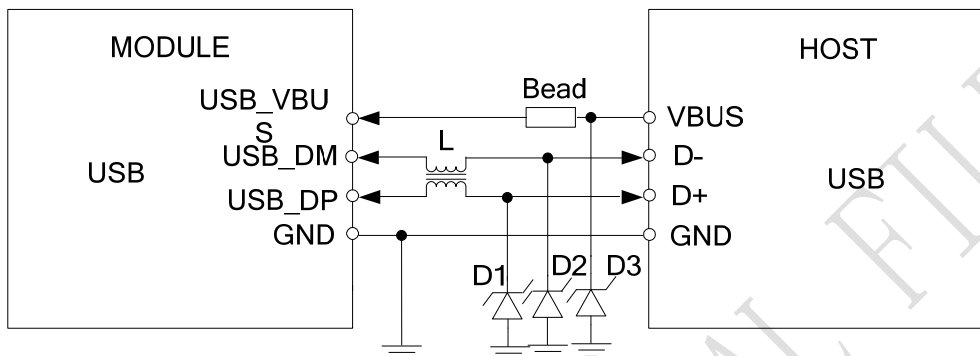 MODULE
HOST
Bead
USB_VBU
S
VBUS
L
USB_DM
D-
USB
USB
USB_DP
D+
GND
GND
D1
D2
D3